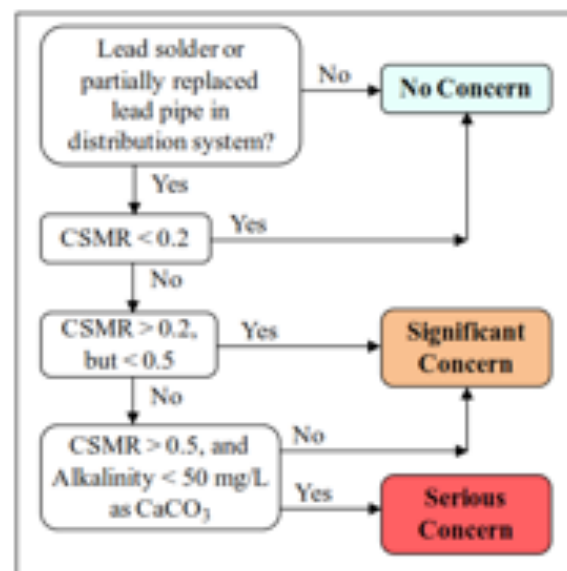 Lead solder or
partially replaced
lead pipe in
distribution system?
No
No Concern
Yes
CSMR < 0.2
Yes
No
CSMR > 0.2,
but < 0.5
Yes
Significant
Concern
No
CSMR > 0.5, and
Alkalinity < 50 mg/L
as CaCO₃
No
Yes
Serious
Concern